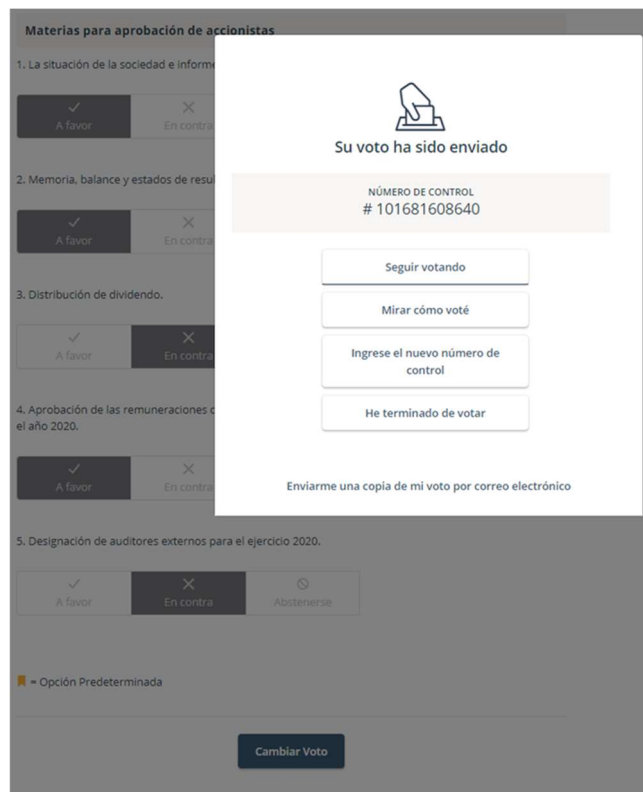 Materias para aprobación de accionistas
1. La situación de la sociedad e informe
A favor
En contra
2. Memoria, balance y estados de resul
A favor
En contra
3. Distribución de dividendo.
A favor
En contra
4. Aprobación de las remuneraciones
el año 2020.
A favor
En contra
5. Designación de auditores externos para el ejercicio 2020.
A favor
En contra
Abstenerse
= Opción Predeterminada
Cambiar Voto
Su voto ha sido enviado
NÚMERO DE CONTROL
# 101681608640
Seguir votando
Mirar cómo voté
Ingrese el nuevo número de
control
He terminado de votar
Enviarme una copia de mi voto por correo electrónico